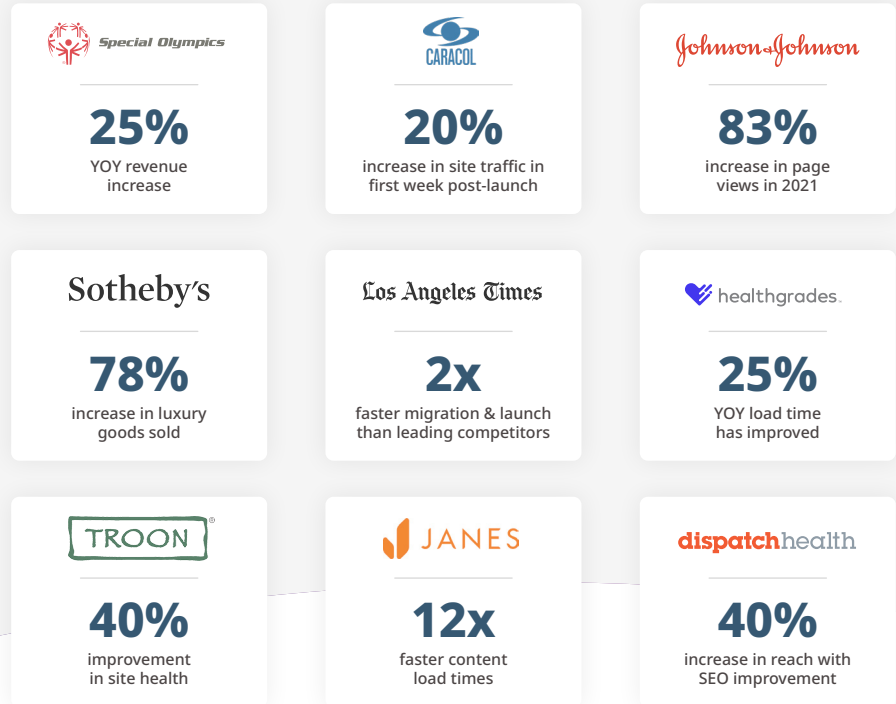 Special Olympics
25%
YOY revenue
increase
CARACOL
20%
increase in site traffic in
first week post-launch
Johnson&Johnson
83%
increase in page
views in 2021
Sotheby's
78%
increase in luxury
goods sold
Los Angeles Times
2x
faster migration & launch
than leading competitors
healthgrades.
25%
YOY load time
has improved
TROON®
40%
improvement
in site health
JANES
12x
faster content
load times
dispatchhealth
40%
increase in reach with
SEO improvement